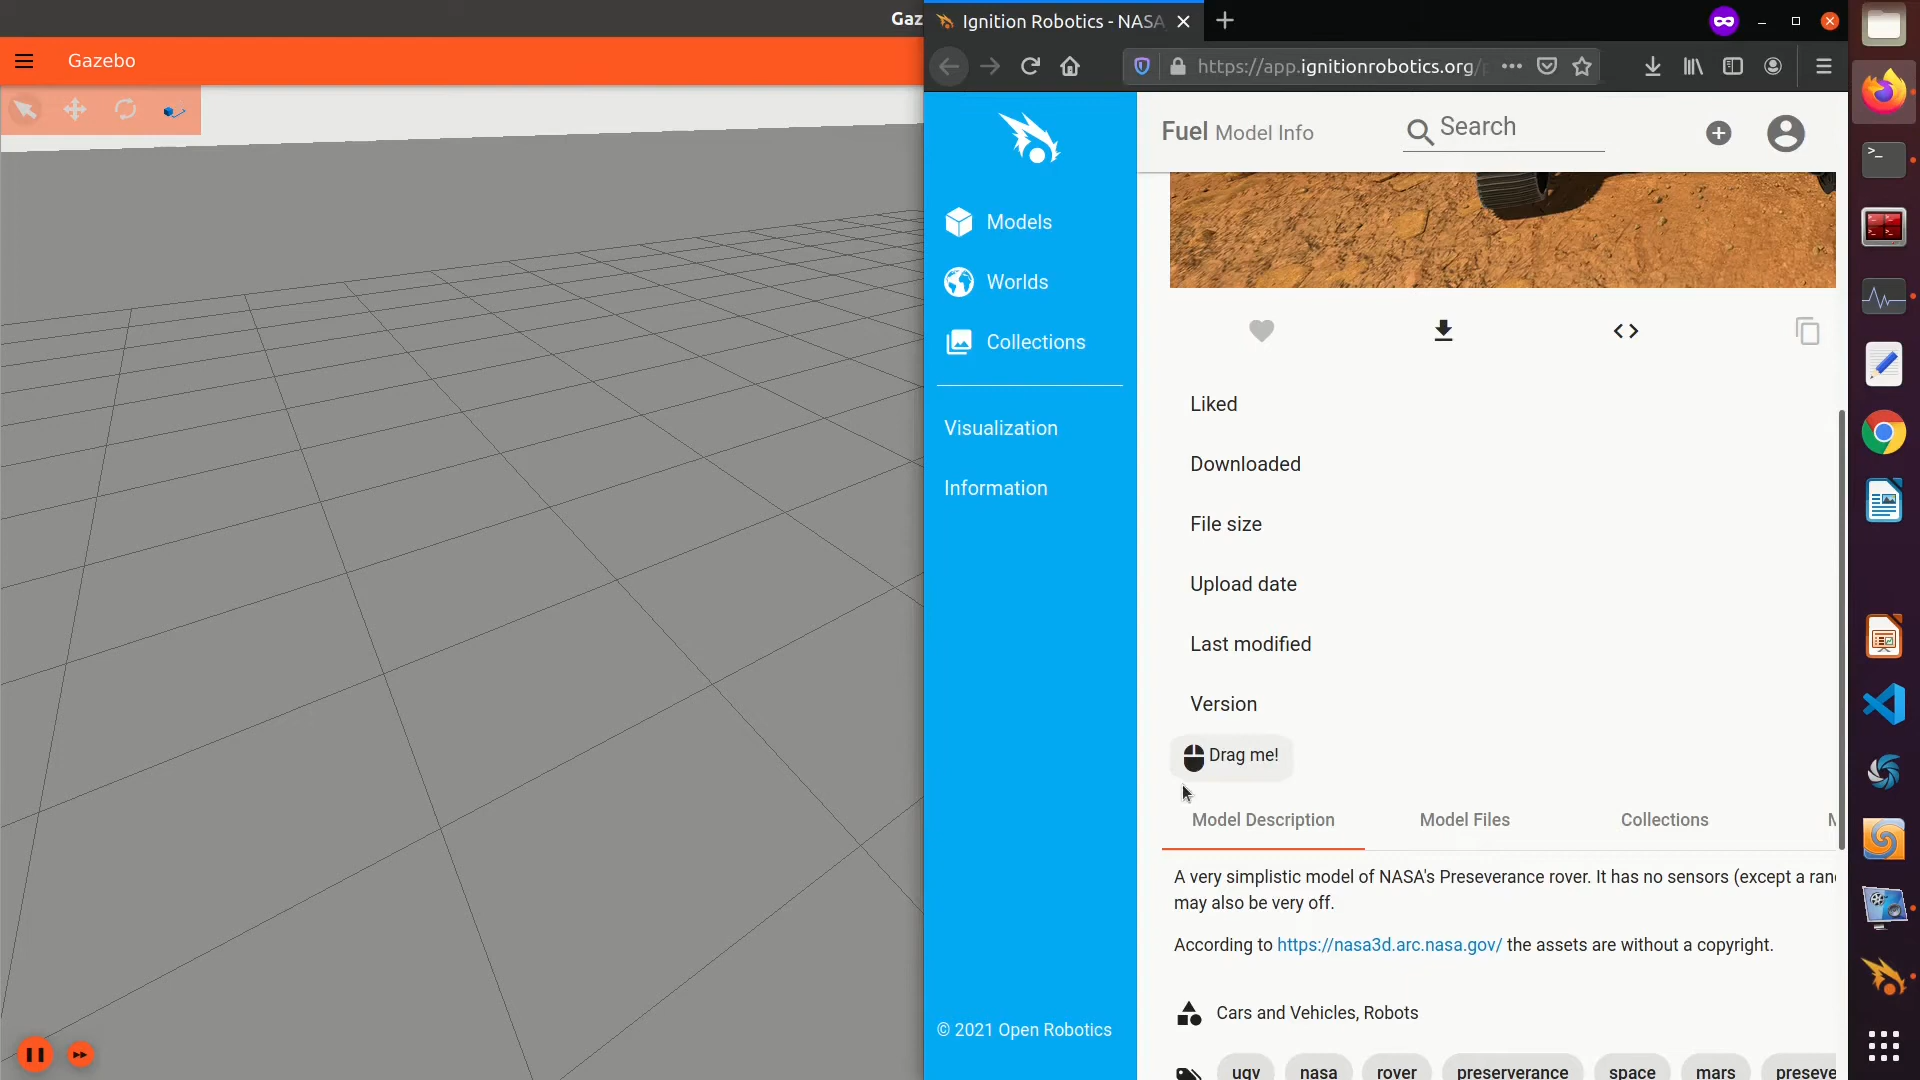 Gaz
Gazebo
Ignition Robotics - NASA
https://app.ignitionrobotics.org/
Fuel Model Info
Search
Models
Worlds
Collections
Visualization
Information
Liked
Downloaded
File size
Upload date
Last modified
Version
Drag me!
Model Description
Model Files
Collections
M
A very simplistic model of NASA's Preseverance rover. It has no sensors (except a ran
may also be very off.
According to https://nasa3d.arc.nasa.gov/ the assets are without a copyright.
Cars and Vehicles, Robots
ugv
nasa
rover
preserverance
space
mars
preseve
© 2021 Open Robotics